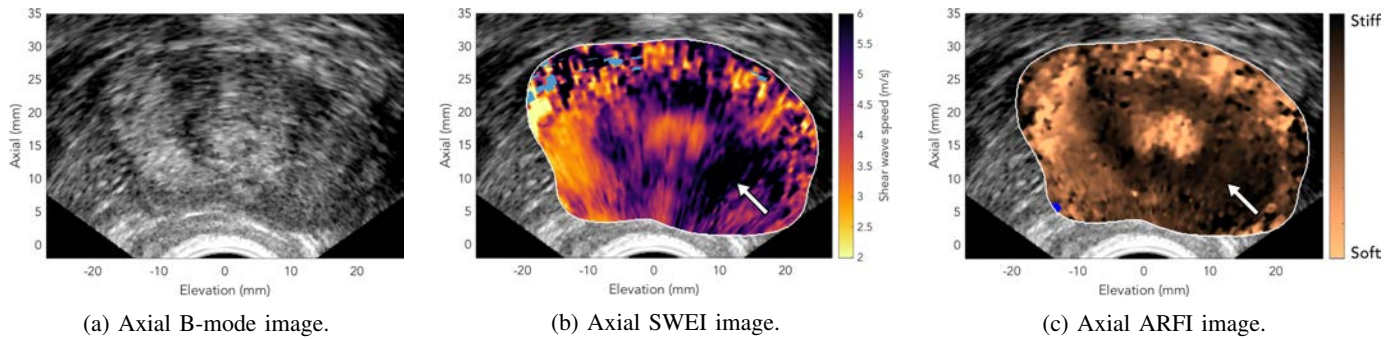 35
30
25
20
15
10
5
0
Axial (mm)
-20 -10 0 10 20
Elevation (mm)
(a) Axial B-mode image.
35
30
25
20
15
10
5
0
Axial (mm)
-20 -10 0 10 20
Elevation (mm)
6
5.5
5
4.5
4
3.5
3
2.5
2
Shear wave speed (m/s)
(b) Axial SWEI image.
35
30
25
20
15
10
5
0
Axial (mm)
-20 -10 0 10 20
Elevation (mm)
Stiff
Soft
(c) Axial ARFI image.